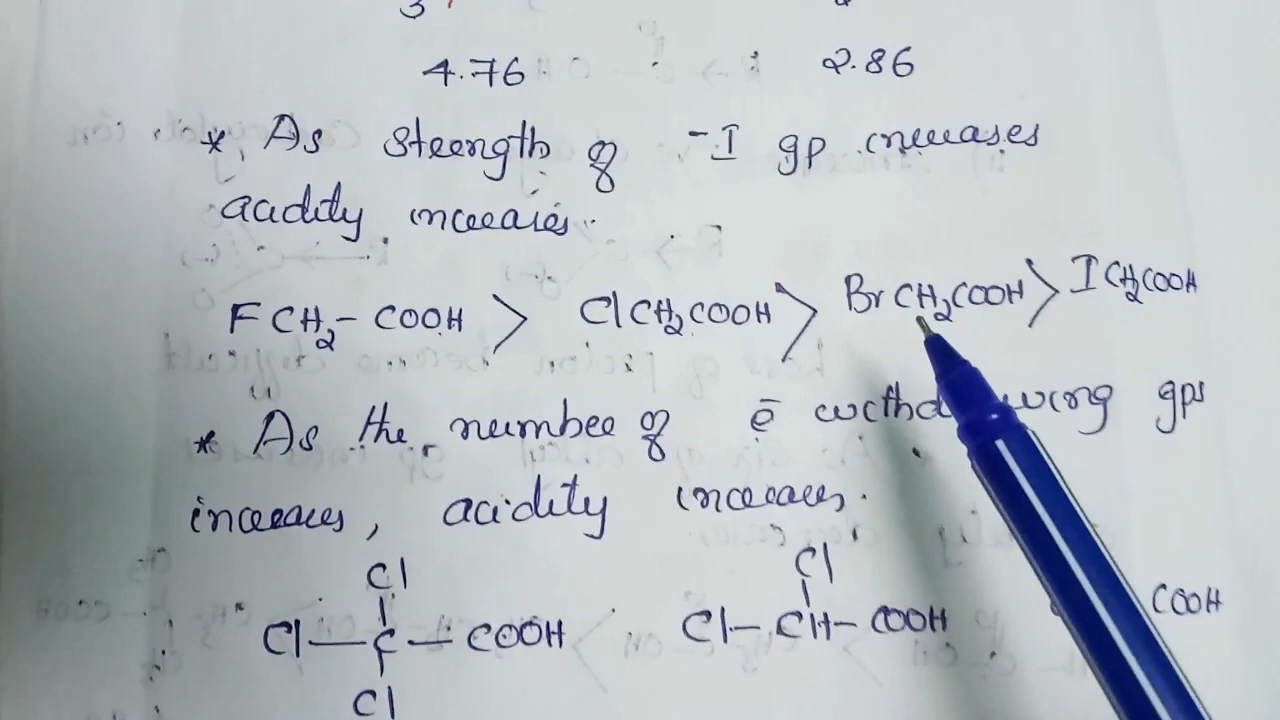 4.76 2.86
* As strength of -I gp increases
acidity increases.
FCH2-COOH > ClCH2COOH > BrCH2COOH > ICH2COOH
* As the number of ē withdrawing gps
increases, acidity increases.
Cl Cl
Cl-C-COOH Cl-CH-COOH COOH
Cl